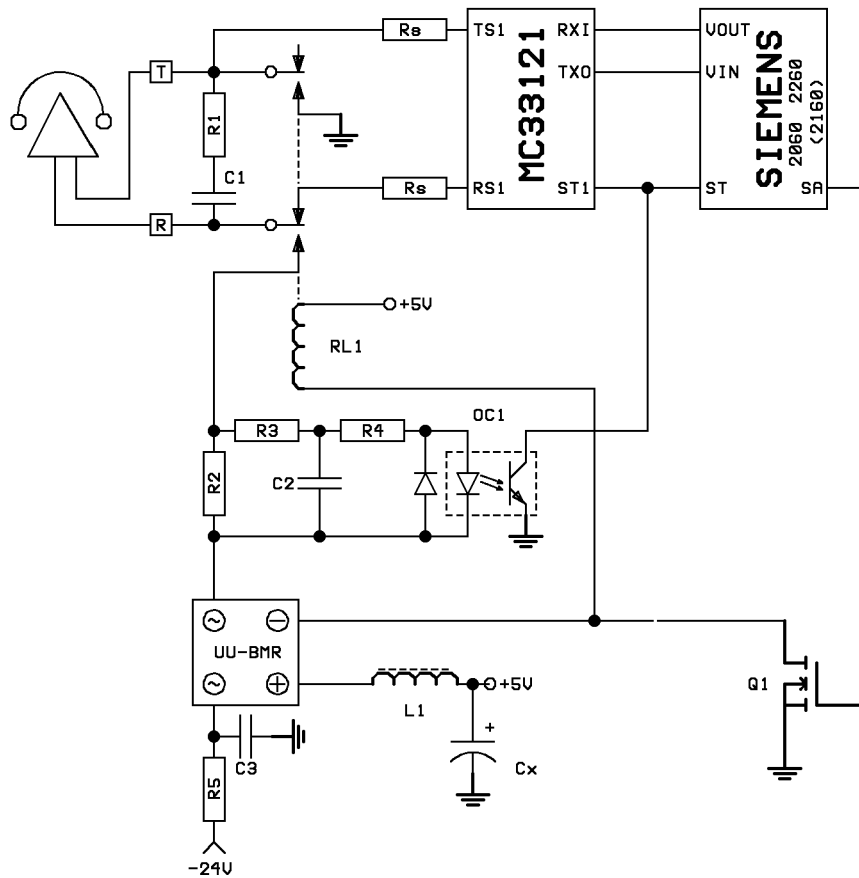 Rs
TS1
RXI
VOUT
T
TXO
VIN
R1
MC33121
SIEMENS
2060 2260
(2160)
C1
Rs
RS1
ST1
ST
SA
R
+5V
RL1
OC1
R3
R4
R2
C2
UU-BMR
+5V
Q1
L1
+
Cx
C3
R5
-24V